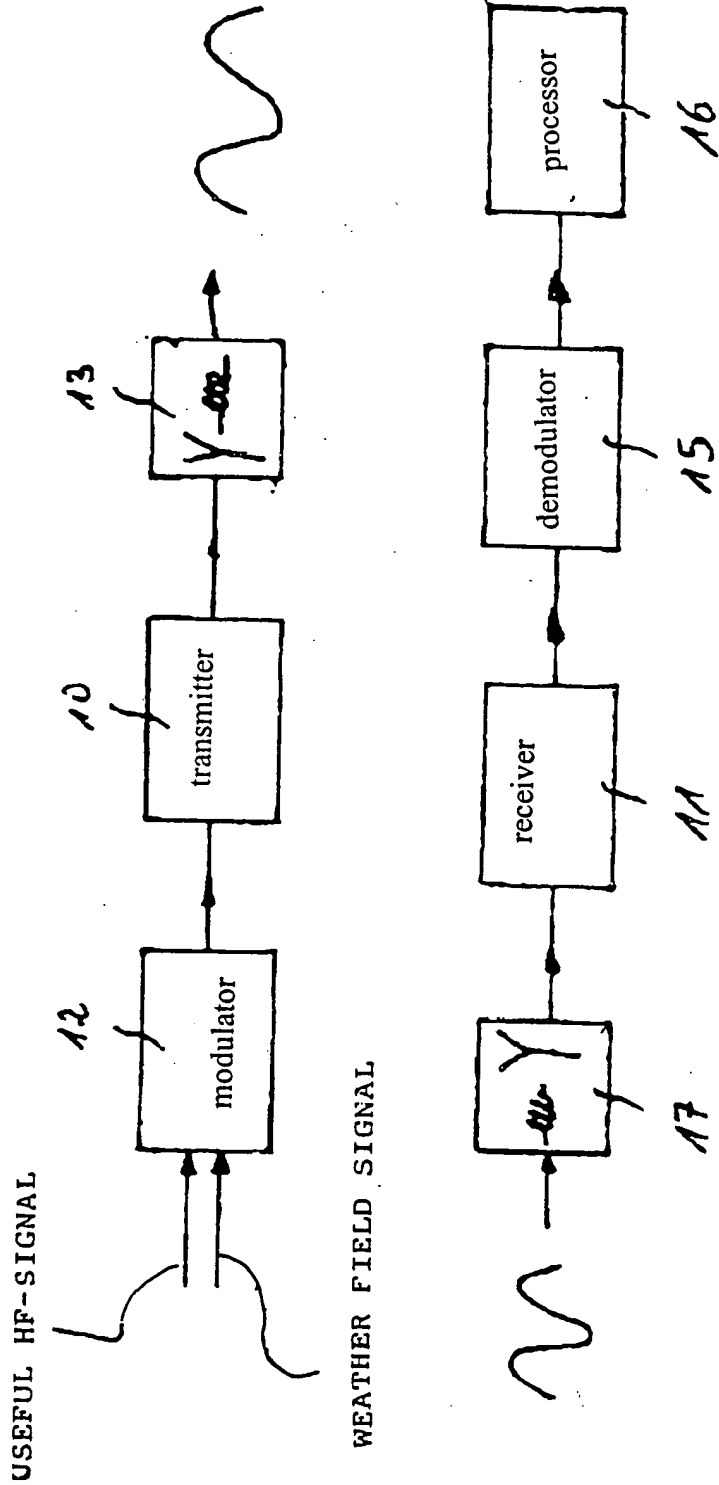 USEFUL HF-SIGNAL
WEATHER FIELD SIGNAL
12
modulator
10
transmitter
13
17
11
receiver
15
demodulator
16
processor